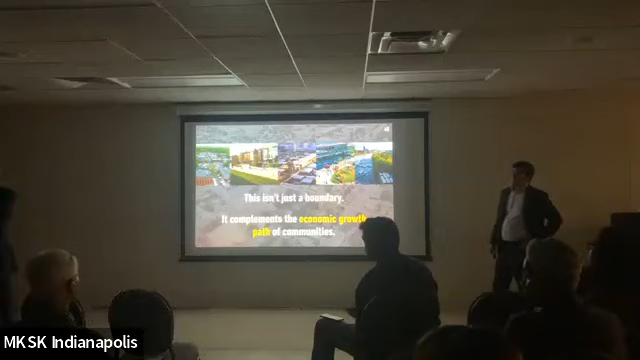 This isn't just a boundary.
It complements the economic growth
path of communities.
MKSK Indianapolis